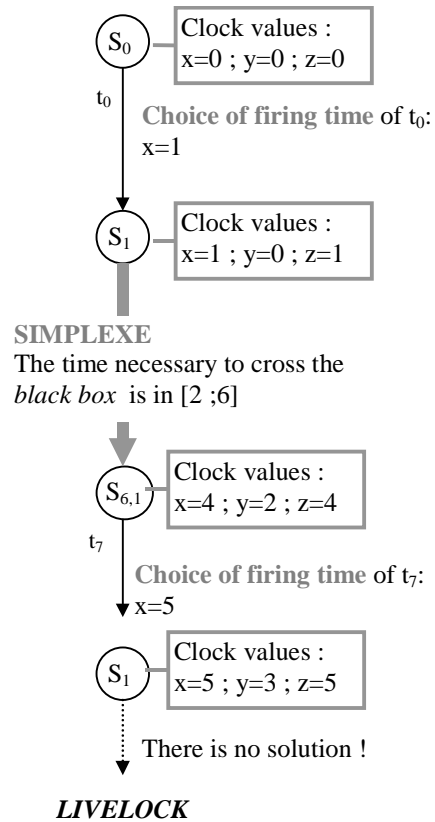 S0
Clock values :
x=0 ; y=0 ; z=0
t0
Choice of firing time of t0:
x=1
S1
Clock values :
x=1 ; y=0 ; z=1
SIMPLEXE
The time necessary to cross the
black box is in [2 ;6]
S6,1
Clock values :
x=4 ; y=2 ; z=4
t7
Choice of firing time of t7:
x=5
S1
Clock values :
x=5 ; y=3 ; z=5
There is no solution !
LIVELOCK